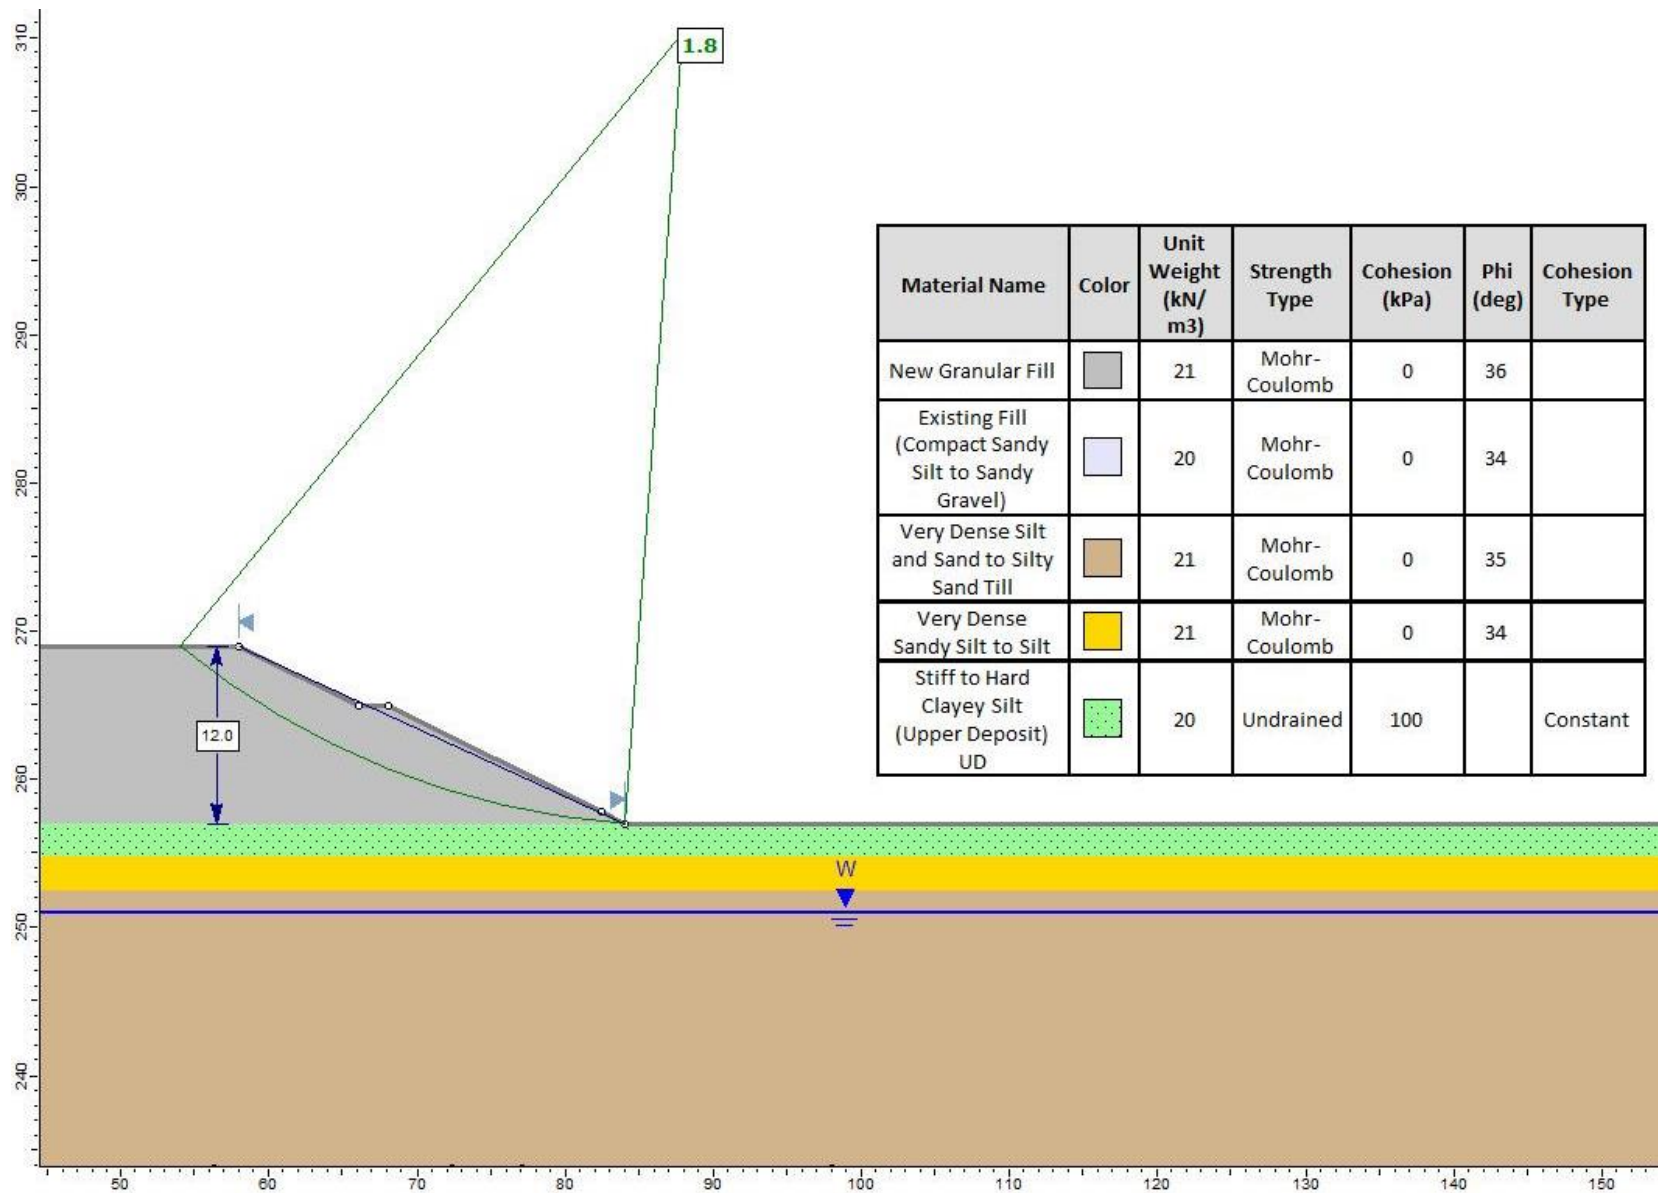 310
1.8
300
290
280
270
260
250
240
12.0
W
50 60 70 80 90 100 110 120 130 140 150
Material Name Color Unit Weight (kN/ m3) Strength Type Cohesion (kPa) Phi (deg) Cohesion Type
New Granular Fill 21 Mohr-Coulomb 0 36
Existing Fill (Compact Sandy Silt to Sandy Gravel) 20 Mohr-Coulomb 0 34
Very Dense Silt and Sand to Silty Sand Till 21 Mohr-Coulomb 0 35
Very Dense Sandy Silt to Silt 21 Mohr-Coulomb 0 34
Stiff to Hard Clayey Silt (Upper Deposit) UD 20 Undrained 100 Constant